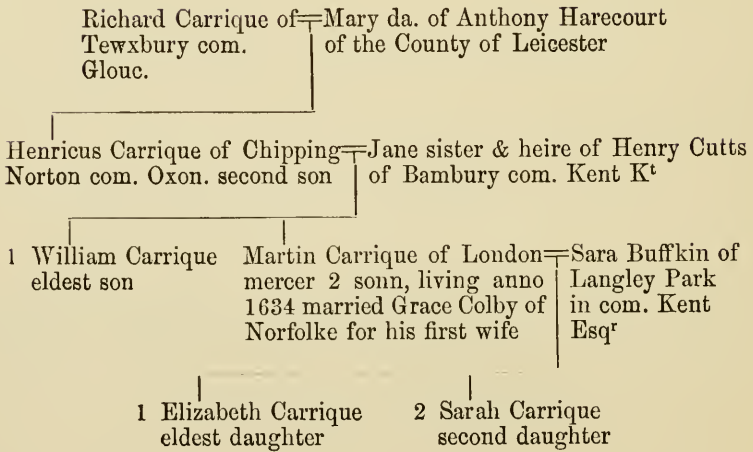 Richard Carrique of Mary da. of Anthony Harecourt
Tewxbury com. of the County of Leicester
Glouc.
Henricus Carrique of Chipping Jane sister & heire of Henry Cutts
Norton com. Oxon. second son of Bambury com. Kent Kᵗ
1 William Carrique Martin Carrique of London Sara Buffkin of
eldest son mercer 2 sonn, living anno Langley Park
1634 married Grace Colby of in com. Kent
Norfolke for his first wife Esqʳ
1 Elizabeth Carrique 2 Sarah Carrique
eldest daughter second daughter